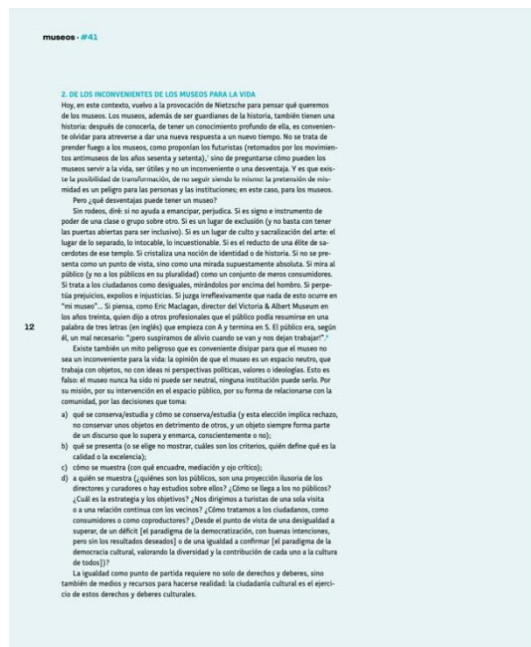 museos · #41
2. DE LOS INCONVENIENTES DE LOS MUSEOS PARA LA VIDA
Hoy, en este contexto, vuelvo a la provocación de Nietzsche para pensar qué queremos
de los museos. Los museos, además de ser guardianes de la historia, también tienen una
historia: después de conocerla, de tener un conocimiento profundo de ella, es convenien-
te olvidar para atreverse a dar una nueva respuesta a un nuevo tiempo. No se trata de
prender fuego a los museos, como proponían los futuristas (retomados por los movimien-
tos antimuseos de los años sesenta y setenta), sino de preguntarse cómo pueden los
museos servir a la vida, ser útiles y no un inconveniente o una desventaja. Y es que exis-
te la posibilidad de transformación, de no seguir siendo lo mismo: la pretensión de mis-
midad es un peligro para las personas y las instituciones; en este caso, para los museos.
Pero ¿qué desventajas puede tener un museo?
Sin rodeos, diré: si no ayuda a emancipar, perjudica. Si es signo e instrumento de
poder de una clase o grupo sobre otro. Si es un lugar de exclusión (y no basta con tener
las puertas abiertas para ser inclusivo). Si es un lugar de culto y sacralización del arte: el
lugar de lo separado, lo intocable, lo incuestionable. Si es el reducto de una élite de sa-
cerdotes de ese templo. Si cristaliza una noción de identidad o de historia. Si no se pre-
senta como un punto de vista, sino como una mirada supuestamente absoluta. Si mira al
público (y no a los públicos en su pluralidad) como un conjunto de meros consumidores.
Si trata a los ciudadanos como desiguales, mirándolos por encima del hombro. Si perpe-
túa prejuicios, expolios e injusticias. Si juzga irreflexivamente que nada de esto ocurre en
"mi museo"... Si piensa, como Eric Maclagan, director del Victoria & Albert Museum en
los años treinta, quien dijo a otros profesionales que el público podía resumirse en una
12
palabra de tres letras (en inglés) que empieza con A y termina en S. El público era, según
él, un mal necesario: "¡pero suspiramos de alivio cuando se van y nos dejan trabajar!".
Existe también un mito peligroso que es conveniente disipar para que el museo no
sea un inconveniente para la vida: la opinión de que el museo es un espacio neutro, que
trabaja con objetos, no con ideas ni perspectivas políticas, valores o ideologías. Esto es
falso: el museo nunca ha sido ni puede ser neutral, ninguna institución puede serlo. Por
su misión, por su intervención en el espacio público, por su forma de relacionarse con la
comunidad, por las decisiones que toma:
a) qué se conserva/estudia y cómo se conserva/estudia (y esta elección implica rechazo,
no conservar unos objetos en detrimento de otros, y un objeto siempre forma parte
de un discurso que lo supera y enmarca, conscientemente o no);
b) qué se presenta (o se elige no mostrar, cuáles son los criterios, quién define qué es la
calidad o la excelencia);
c) cómo se muestra (con qué encuadre, mediación y ojo crítico);
d) a quién se muestra (¿quiénes son los públicos, son una proyección ilusoria de los
directores y curadores o hay estudios sobre ellos? ¿Cómo se llega a los no públicos?
¿Cuál es la estrategia y los objetivos? ¿Nos dirigimos a turistas de una sola visita
o a una relación continua con los vecinos? ¿Cómo tratamos a los ciudadanos, como
consumidores o como coproductores? ¿Desde el punto de vista de una desigualdad a
superar, de un déficit [el paradigma de la democratización, con buenas intenciones,
pero sin los resultados deseados] o de una igualdad a confirmar [el paradigma de la
democracia cultural, valorando la diversidad y la contribución de cada uno a la cultura
de todos])?
La igualdad como punto de partida requiere no solo de derechos y deberes, sino
también de medios y recursos para hacerse realidad: la ciudadanía cultural es el ejerci-
cio de estos derechos y deberes culturales.